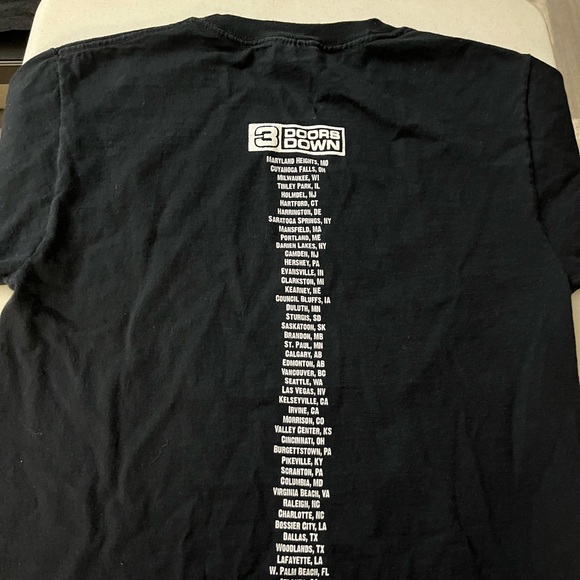 3 DOORS DOWN
MARYLAND HEIGHTS, MO
CUYAHOGA FALLS, OH
MILWAUKEE, WI
TINLEY PARK, IL
HOLMDEL, NJ
HARTFORD, CT
HARRINGTON, DE
SARATOGA SPRINGS, NY
MANSFIELD, MA
PORTLAND, ME
DARIEN LAKES, NY
CAMDEN, NJ
HERSHEY, PA
EVANSVILLE, IN
CLARKSTON, MI
KEARNEY, NE
COUNCIL BLUFFS, IA
DULUTH, MN
STURGIS, SD
SASKATOON, SK
BRANDON, MB
ST. PAUL, MN
CALGARY, AB
EDMONTON, AB
VANCOUVER, BC
SEATTLE, WA
LAS VEGAS, NV
KELSEYVILLE, CA
IRVINE, CA
MORRISON, CO
VALLEY CENTER, KS
CINCINNATI, OH
BURGETTSTOWN, PA
PIKEVILLE, KY
SCRANTON, PA
COLUMBIA, MD
VIRGINIA BEACH, VA
RALEIGH, NC
CHARLOTTE, NC
BOSSIER CITY, LA
DALLAS, TX
WOODLANDS, TX
LAFAYETTE, LA
W. PALM BEACH, FL